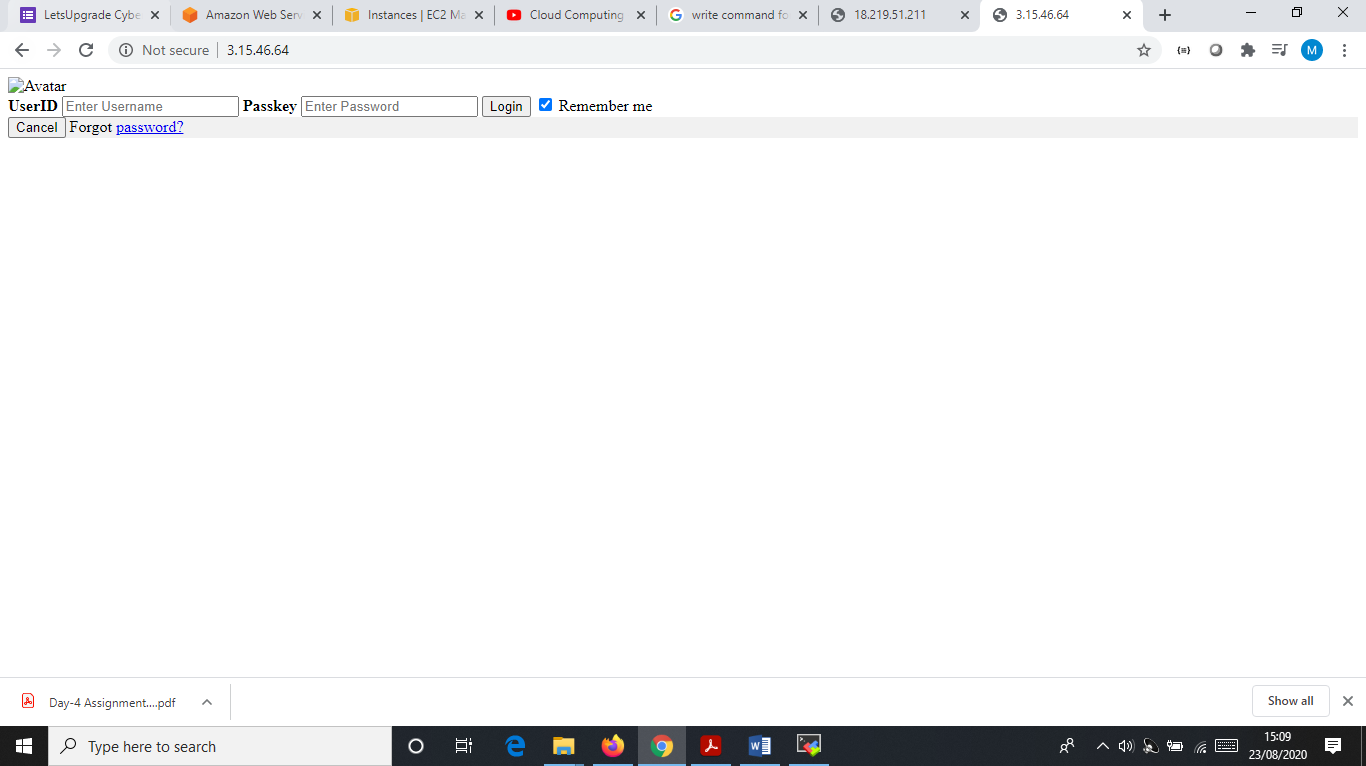 LetsUpgrade Cybe Amazon Web Serv Instances | EC2 Ma Cloud Computing write command fo 18.219.51.211 3.15.46.64
Not secure 3.15.46.64 M
Avatar
UserID Enter Username Passkey Enter Password Login Remember me
Cancel Forgot password?
Day-4 Assignment....pdf Show all
Type here to search 15:09
23/08/2020